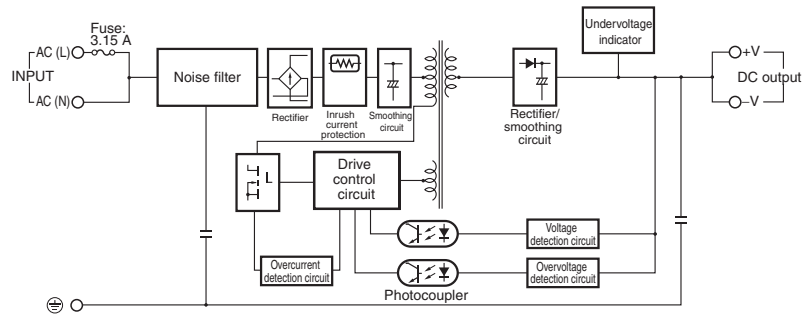 Fuse:
3.15 A
AC (L)
INPUT
AC (N)
Noise filter
Rectifier
Inrush
current
protection
Smoothing
circuit
Rectifier/
smoothing
circuit
Undervoltage
indicator
+V
DC output
−V
Drive
control
circuit
Overcurrent
detection circuit
Voltage
detection circuit
Overvoltage
detection circuit
Photocoupler